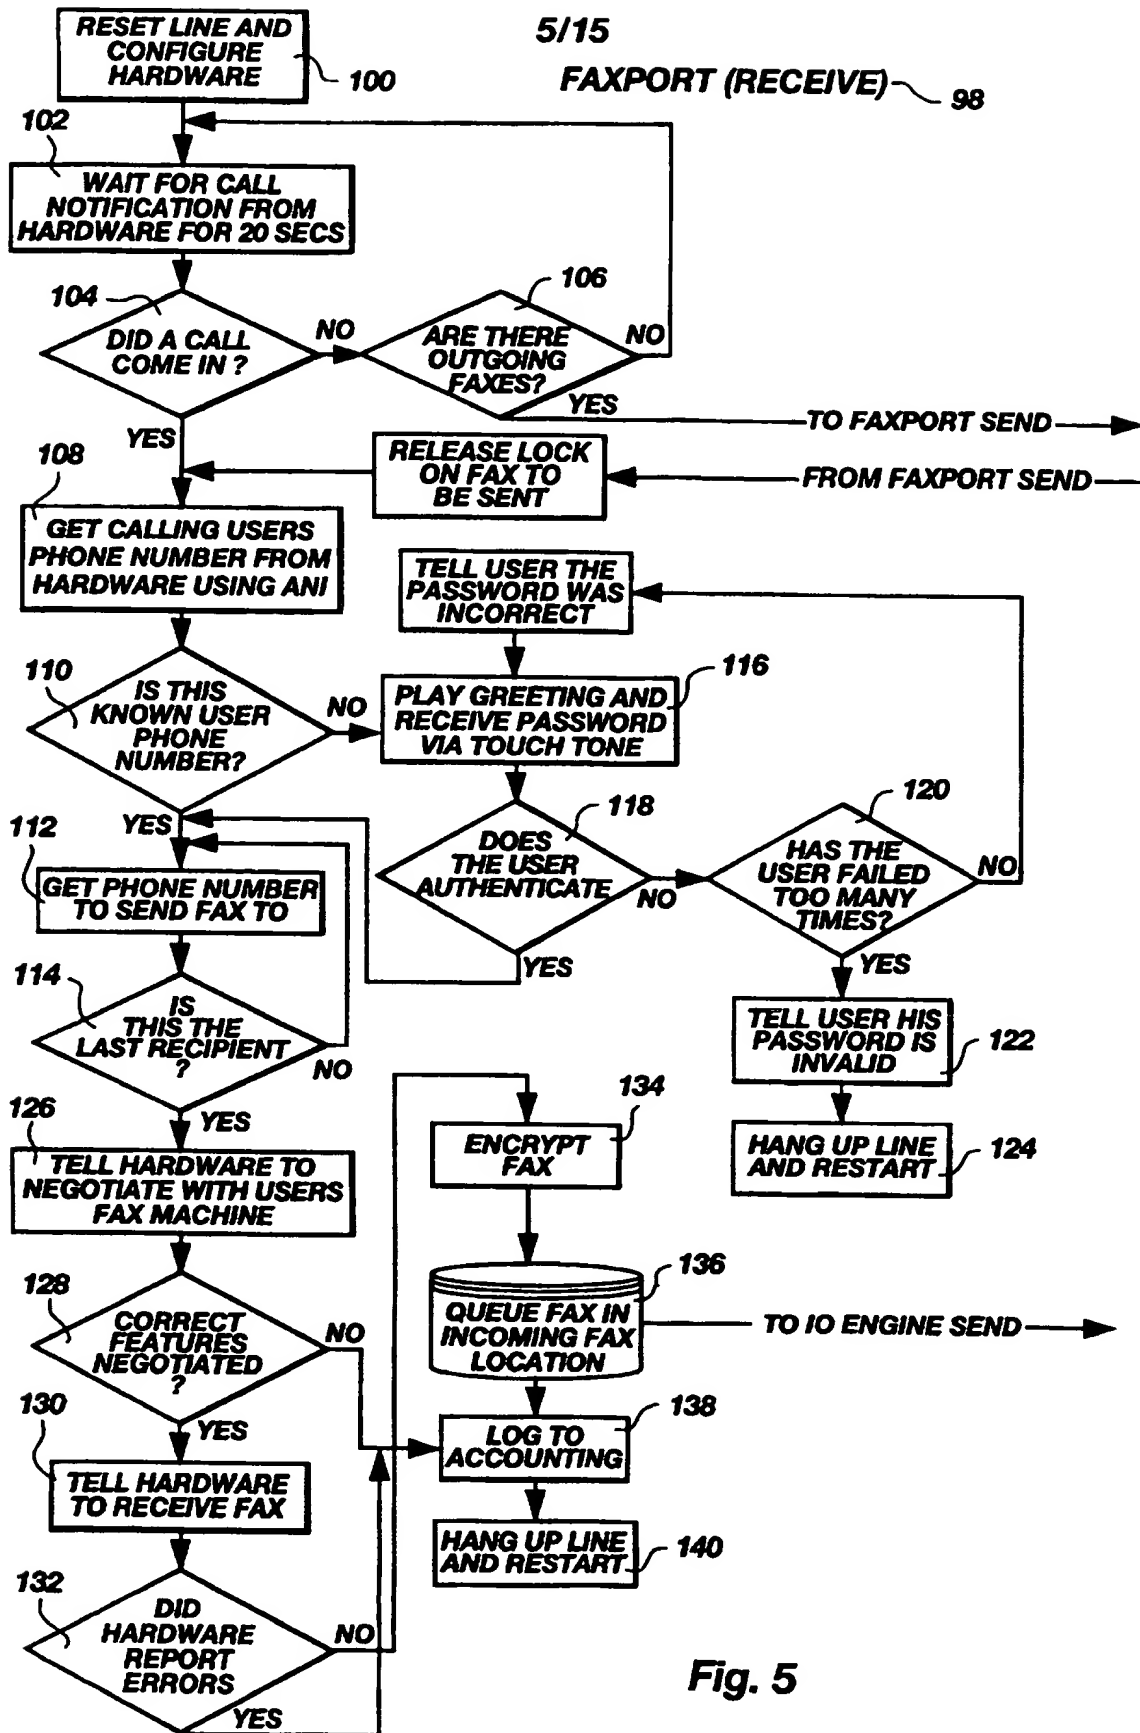 RESET LINE AND
CONFIGURE
HARDWARE
100
5/15
FAXPORT (RECEIVE)
98
102
WAIT FOR CALL
NOTIFICATION FROM
HARDWARE FOR 20 SECS
104
DID A CALL
COME IN ?
NO
106
ARE THERE
OUTGOING
FAXES?
NO
YES
TO FAXPORT SEND
YES
RELEASE LOCK
ON FAX TO
BE SENT
FROM FAXPORT SEND
108
GET CALLING USERS
PHONE NUMBER FROM
HARDWARE USING ANI
TELL USER THE
PASSWORD WAS
INCORRECT
110
IS THIS
KNOWN USER
PHONE
NUMBER?
NO
116
PLAY GREETING AND
RECEIVE PASSWORD
VIA TOUCH TONE
YES
118
DOES
THE USER
AUTHENTICATE
NO
YES
120
HAS THE
USER FAILED
TOO MANY
TIMES?
NO
YES
112
GET PHONE NUMBER
TO SEND FAX TO
114
IS
THIS THE
LAST RECIPIENT
?
NO
YES
TELL USER HIS
PASSWORD IS
INVALID
122
HANG UP LINE
AND RESTART
124
126
TELL HARDWARE TO
NEGOTIATE WITH USERS
FAX MACHINE
134
ENCRYPT
FAX
128
CORRECT
FEATURES
NEGOTIATED
?
NO
YES
136
QUEUE FAX IN
INCOMING FAX
LOCATION
TO IO ENGINE SEND
130
TELL HARDWARE
TO RECEIVE FAX
138
LOG TO
ACCOUNTING
HANG UP LINE
AND RESTART
140
132
DID
HARDWARE
REPORT
ERRORS
NO
YES
Fig. 5